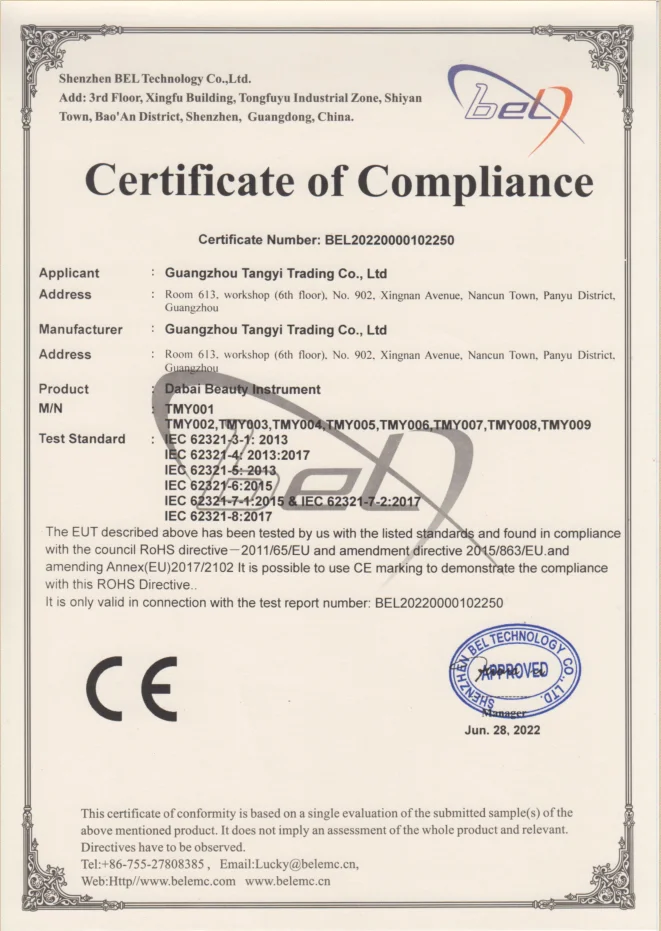 Shenzhen BEL Technology Co.,Ltd.
Add: 3rd Floor, Xingfu Building, Tongfuyu Industrial Zone, Shiyan
Town, Bao'An District, Shenzhen, Guangdong, China.
bel
Certificate of Compliance
Certificate Number: BEL20220000102250
Applicant : Guangzhou Tangyi Trading Co., Ltd
Address : Room 613, workshop (6th floor), No. 902, Xingnan Avenue, Nancun Town, Panyu District,
Guangzhou
Manufacturer : Guangzhou Tangyi Trading Co., Ltd
Address : Room 613, workshop (6th floor), No. 902, Xingnan Avenue, Nancun Town, Panyu District,
Guangzhou
Product : Dabai Beauty Instrument
M/N : TMY001
TMY002,TMY003,TMY004,TMY005,TMY006,TMY007,TMY008,TMY009
Test Standard : IEC 62321-3-1: 2013
IEC 62321-4: 2013:2017
IEC 62321-5: 2013
IEC 62321-6:2015
IEC 62321-7-1:2015 & IEC 62321-7-2:2017
IEC 62321-8:2017
bel
The EUT described above has been tested by us with the listed standards and found in compliance
with the council RoHS directive－2011/65/EU and amendment directive 2015/863/EU.and
amending Annex(EU)2017/2102 It is possible to use CE marking to demonstrate the compliance
with this ROHS Directive..
It is only valid in connection with the test report number: BEL20220000102250
CE
SHENZHEN BEL TECHNOLOGY CO., LTD.
APPROVED
Manager
Jun. 28, 2022
This certificate of conformity is based on a single evaluation of the submitted sample(s) of the
above mentioned product. It does not imply an assessment of the whole product and relevant.
Directives have to be observed.
Tel:+86-755-27808385 , Email:Lucky@belemc.cn,
Web:Http//www.belemc.com www.belemc.cn